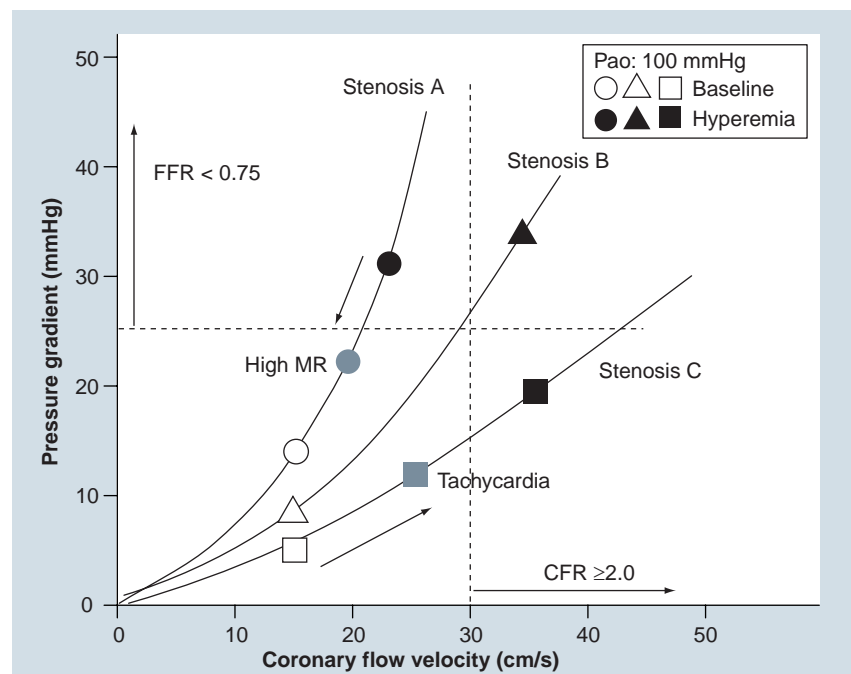 50
40
30
20
10
0
Pressure gradient (mmHg)
Stenosis A
Pao: 100 mmHg
Baseline
Hyperemia
Stenosis B
FFR < 0.75
High MR
Stenosis C
Tachycardia
CFR ≥2.0
0 10 20 30 40 50
Coronary flow velocity (cm/s)